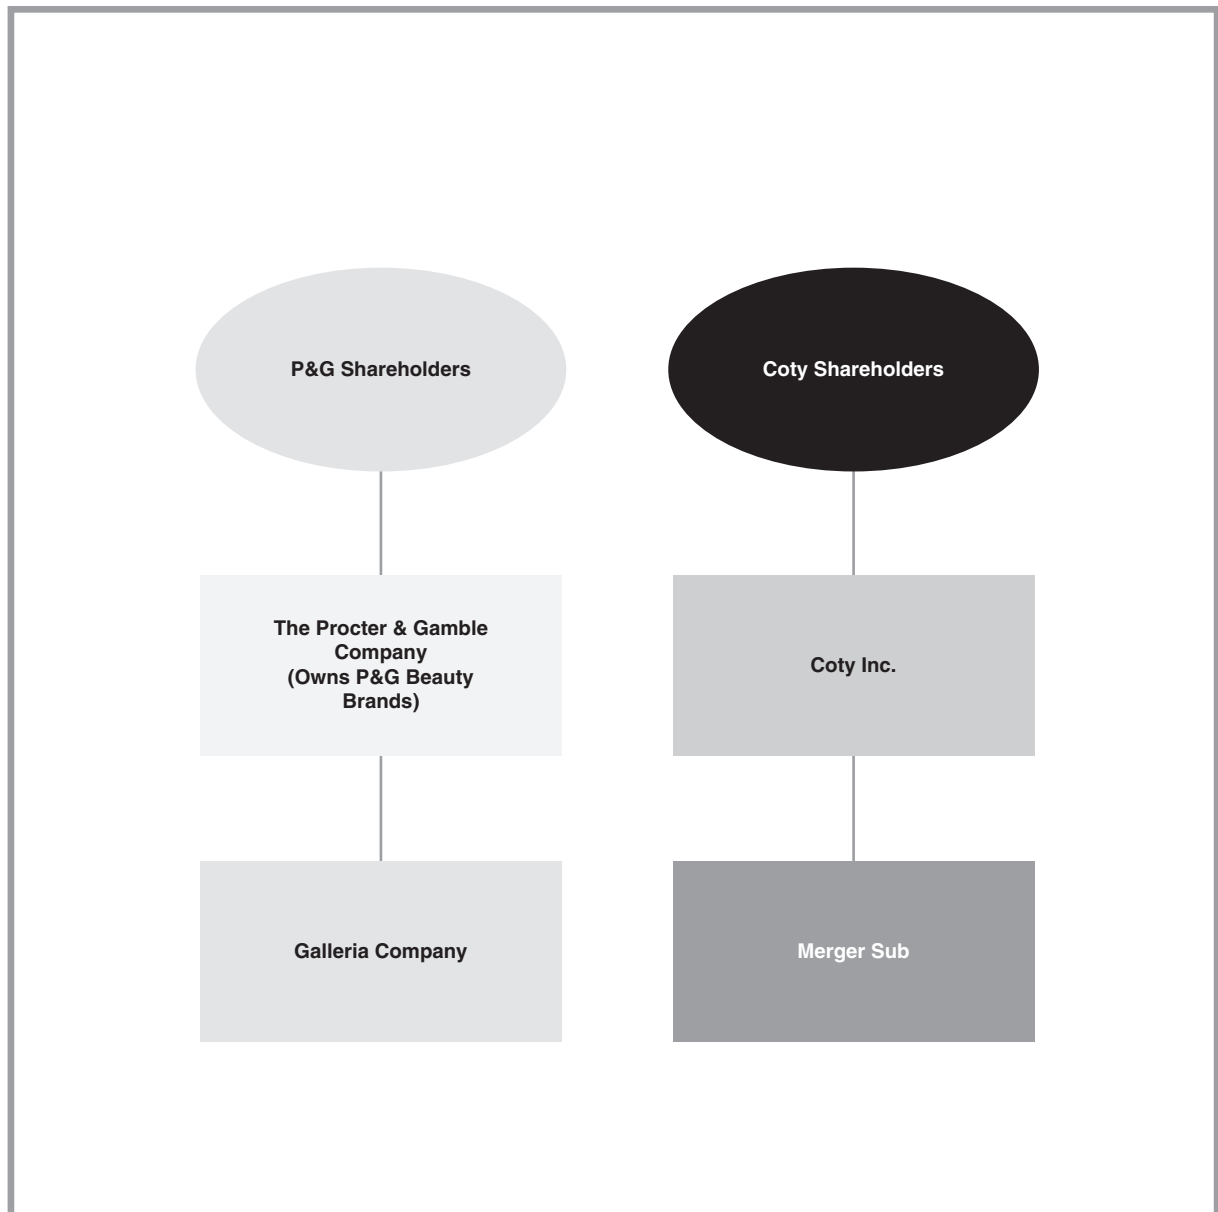 P&G Shareholders
Coty Shareholders
The Procter & Gamble
Company
(Owns P&G Beauty
Brands)
Coty Inc.
Galleria Company
Merger Sub